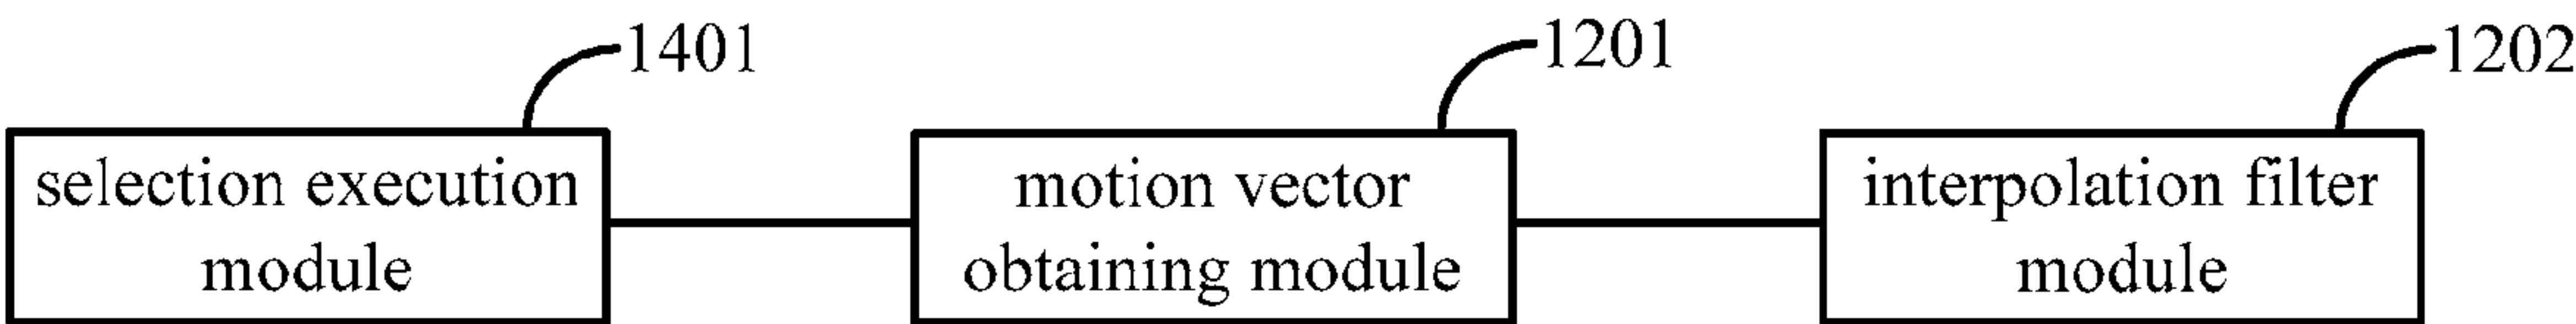 1401
1201
1202
selection execution
module
motion vector
obtaining module
interpolation filter
module